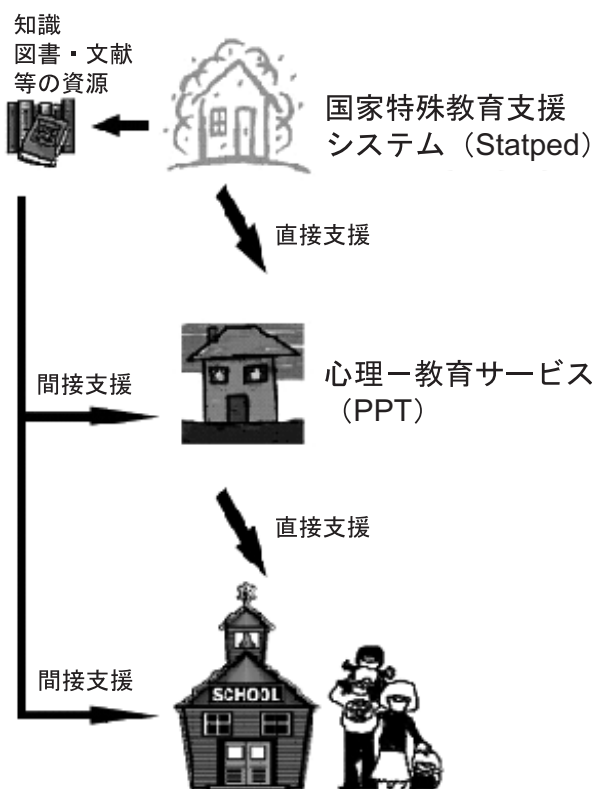 知識
図書・文献
等の資源
国家特殊教育支援
システム（Statped）
直接支援
間接支援
心理ー教育サービス
（PPT）
直接支援
間接支援
SCHOOL